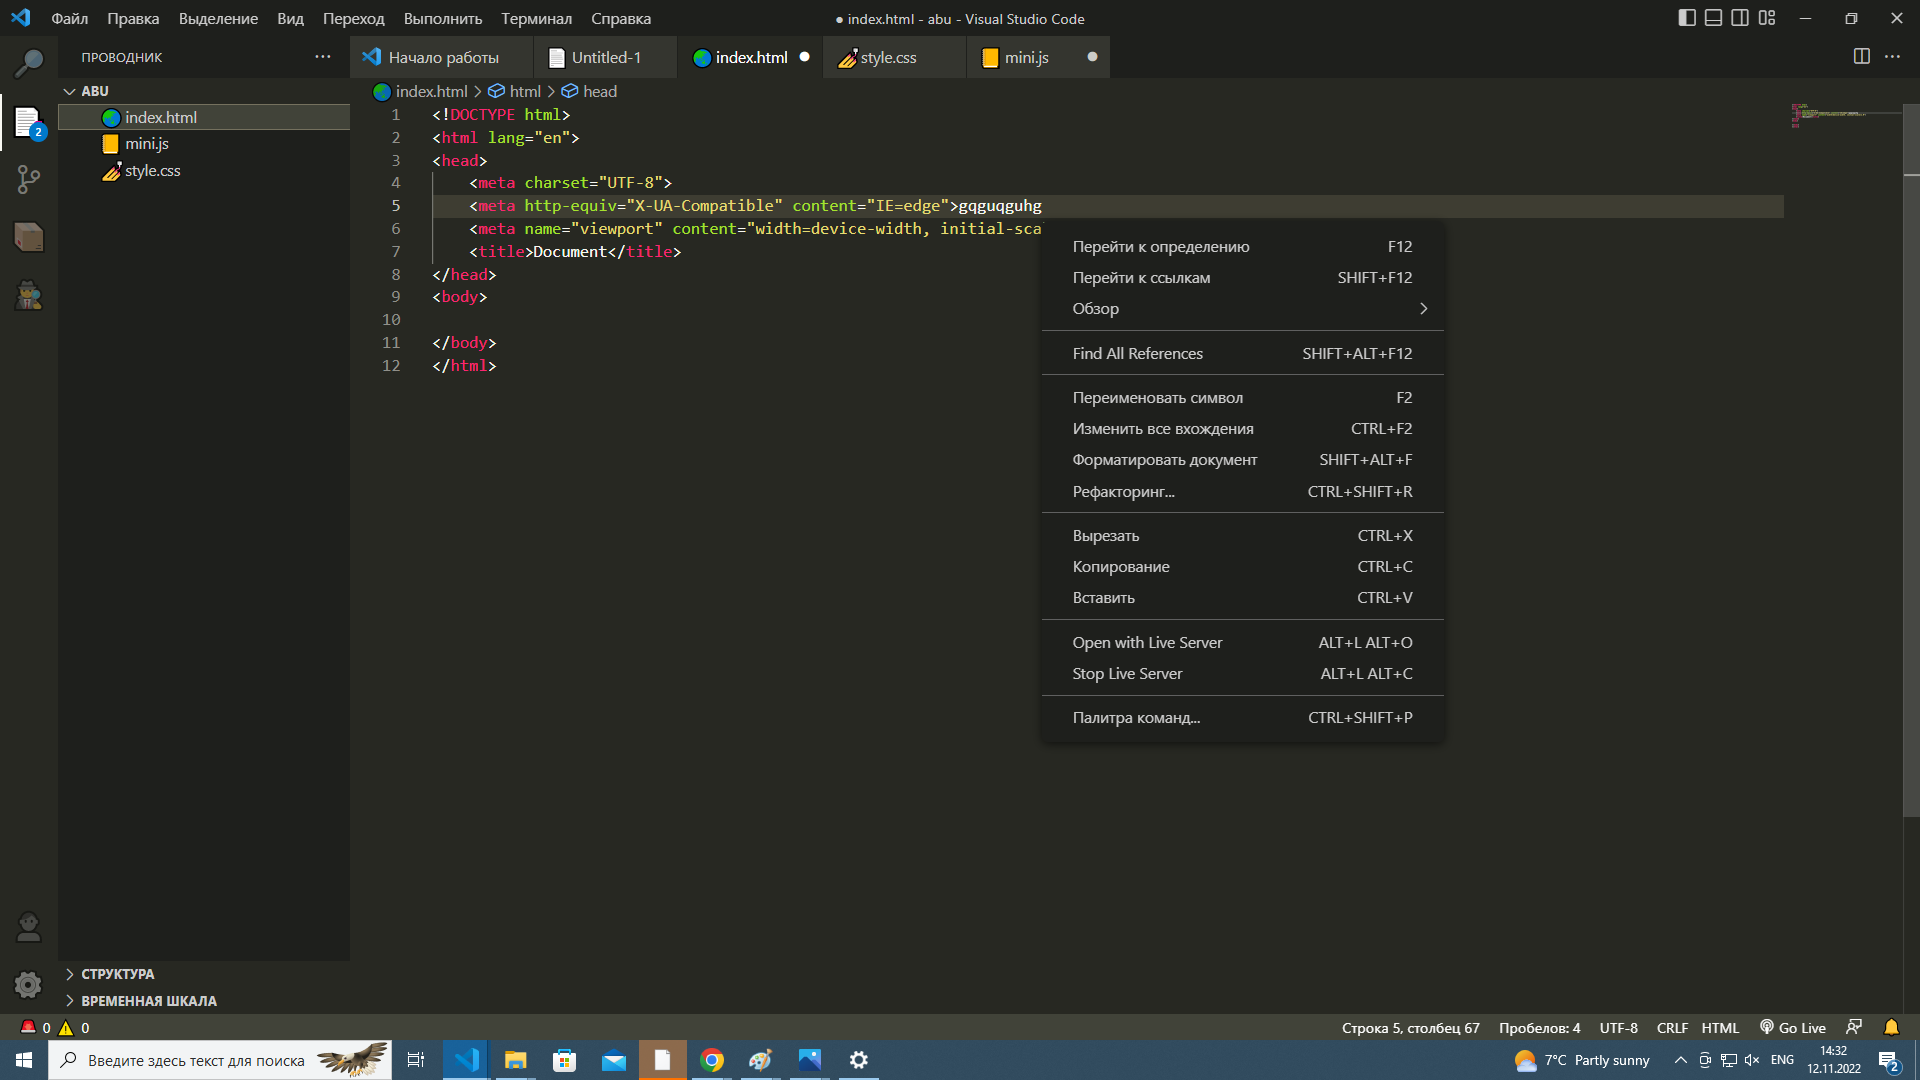 Файл Правка Выделение Вид Переход Выполнить Терминал Справка
● index.html - abu - Visual Studio Code
ПРОВОДНИК
Начало работы
Untitled-1
index.html
style.css
mini.js
ABU
index.html
mini.js
style.css
2
index.html > html > head
1 <!DOCTYPE html>
2 <html lang="en">
3 <head>
4 <meta charset="UTF-8">
5 <meta http-equiv="X-UA-Compatible" content="IE=edge">gqguqguhg
6 <meta name="viewport" content="width=device-width, initial-sca
7 <title>Document</title>
8 </head>
9 <body>
10
11 </body>
12 </html>
Перейти к определению F12
Перейти к ссылкам SHIFT+F12
Обзор
Find All References SHIFT+ALT+F12
Переименовать символ F2
Изменить все вхождения CTRL+F2
Форматировать документ SHIFT+ALT+F
Рефакторинг... CTRL+SHIFT+R
Вырезать CTRL+X
Копирование CTRL+C
Вставить CTRL+V
Open with Live Server ALT+L ALT+O
Stop Live Server ALT+L ALT+C
Палитра команд... CTRL+SHIFT+P
СТРУКТУРА
ВРЕМЕННАЯ ШКАЛА
0 0
Строка 5, столбец 67 Пробелов: 4 UTF-8 CRLF HTML Go Live
Введите здесь текст для поиска
7°C Partly sunny
ENG
14:32
12.11.2022
2